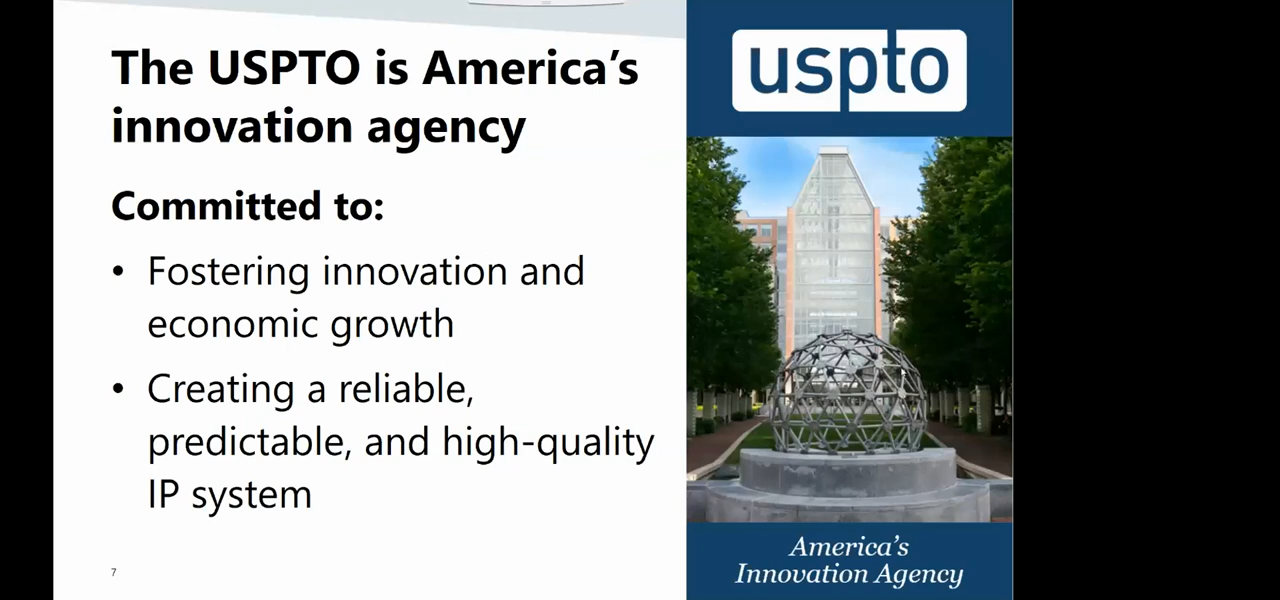 The USPTO is America’s
innovation agency
Committed to:
• Fostering innovation and
economic growth
• Creating a reliable,
predictable, and high-quality
IP system
7
uspto
America’s
Innovation Agency